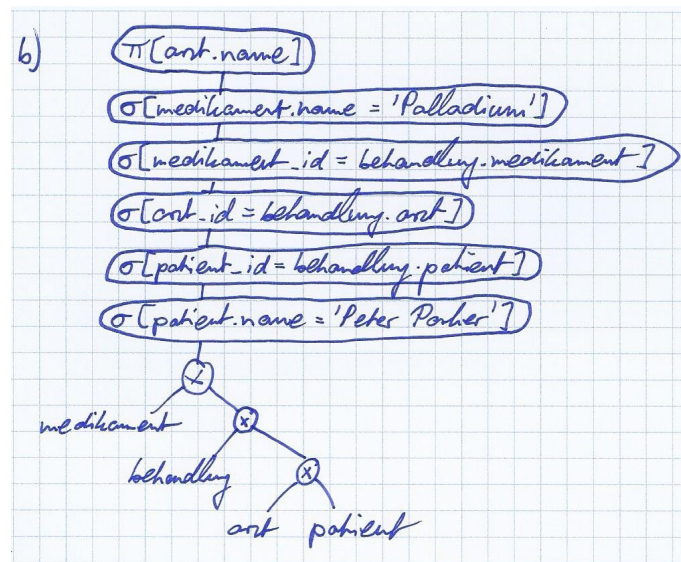 b)
π[arzt.name]
σ[medikament.name = 'Palladium']
σ[medikament_id = behandlung.medikament]
σ[arzt_id = behandlung.arzt]
σ[patient_id = behandlung.patient]
σ[patient.name = 'Peter Parker']
x
medikament x
behandlung x
arzt patient